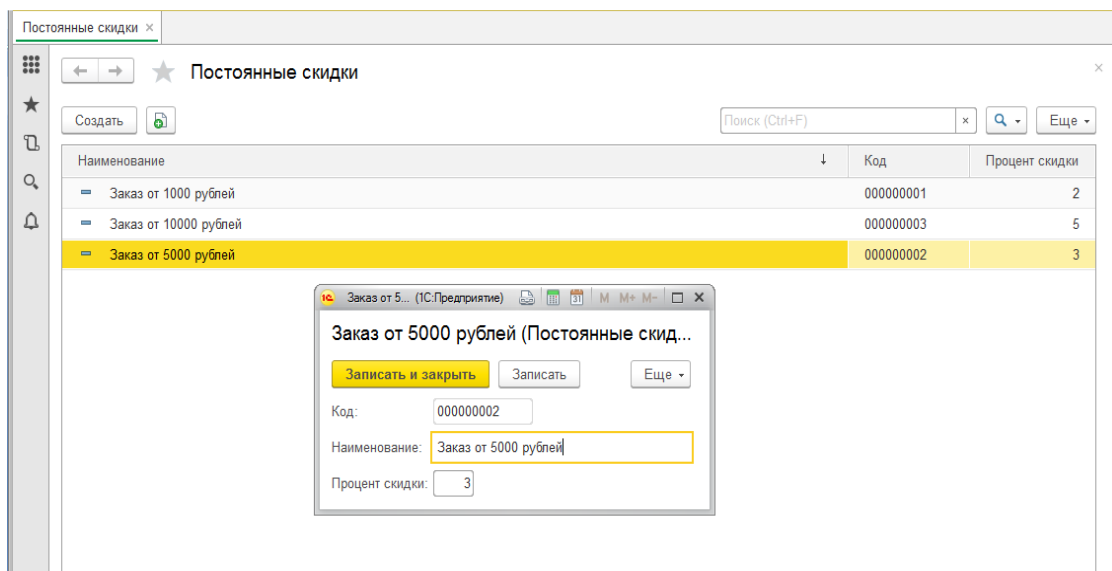 Постоянные скидки ×
Постоянные скидки
Создать Поиск (Ctrl+F) × Еще
Наименование ↓ Код Процент скидки
Заказ от 1000 рублей 000000001 2
Заказ от 10000 рублей 000000003 5
Заказ от 5000 рублей 000000002 3
1С Заказ от 5... (1С:Предприятие) 31 M M+ M-
Заказ от 5000 рублей (Постоянные скид...
Записать и закрыть Записать Еще
Код: 000000002
Наименование: Заказ от 5000 рублей
Процент скидки: 3